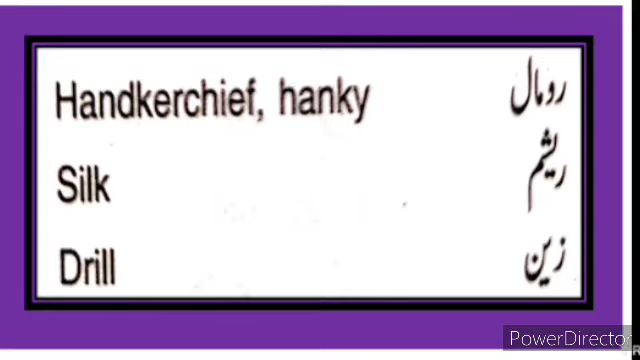 Handkerchief, hanky رومال
Silk ریشم
Drill زین
PowerDirector